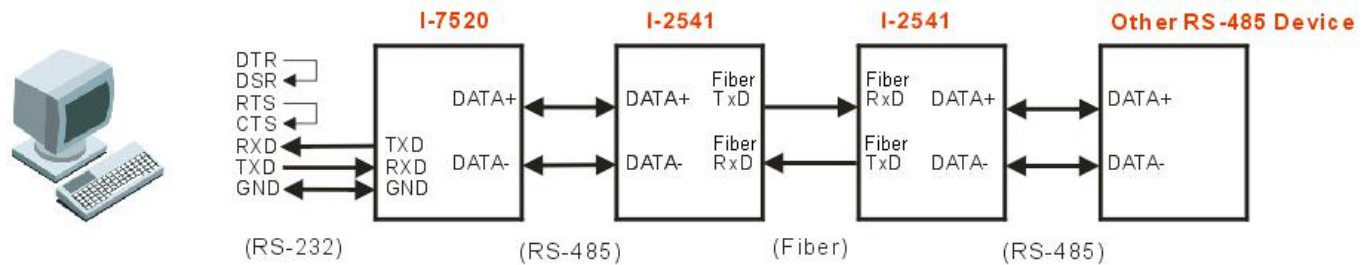 I-7520 I-2541 I-2541 Other RS-485 Device
DTR
DSR
RTS
CTS
RXD
TXD
GND
TXD
RXD
GND
DATA+
DATA-
DATA+
DATA-
Fiber
TxD
Fiber
RxD
Fiber
RxD
Fiber
TxD
DATA+
DATA-
DATA+
DATA-
(RS-232) (RS-485) (Fiber) (RS-485)